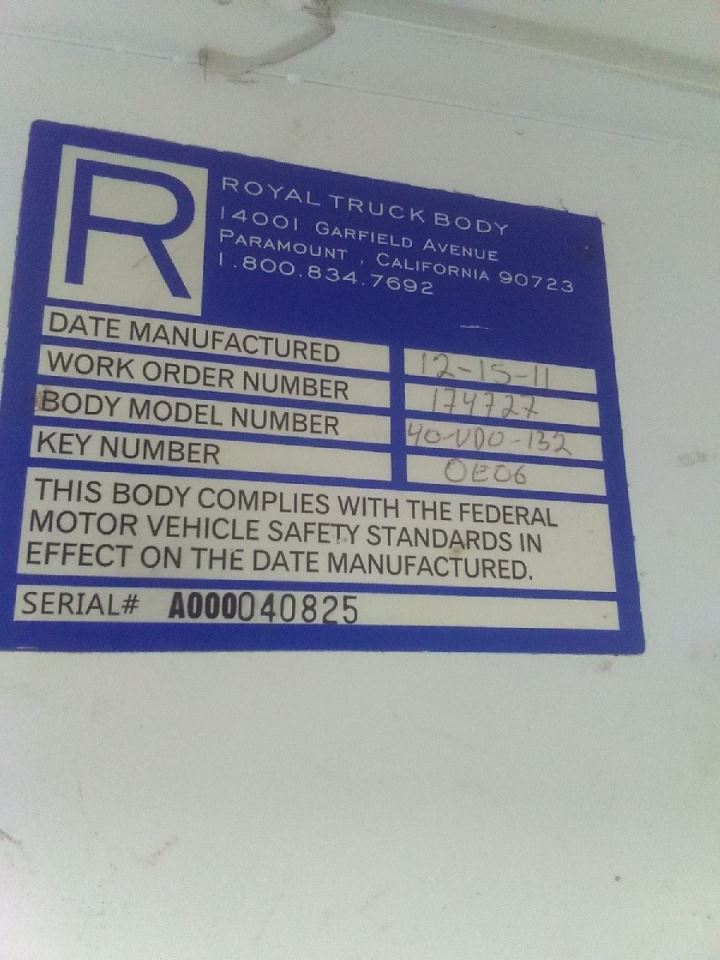 R
ROYAL TRUCK BODY
14001 GARFIELD AVENUE
PARAMOUNT , CALIFORNIA 90723
1.800.834.7692
DATE MANUFACTURED 12-15-11
WORK ORDER NUMBER 174727
BODY MODEL NUMBER 40-VDO-132
KEY NUMBER OE06
THIS BODY COMPLIES WITH THE FEDERAL
MOTOR VEHICLE SAFETY STANDARDS IN
EFFECT ON THE DATE MANUFACTURED.
SERIAL# A000040825